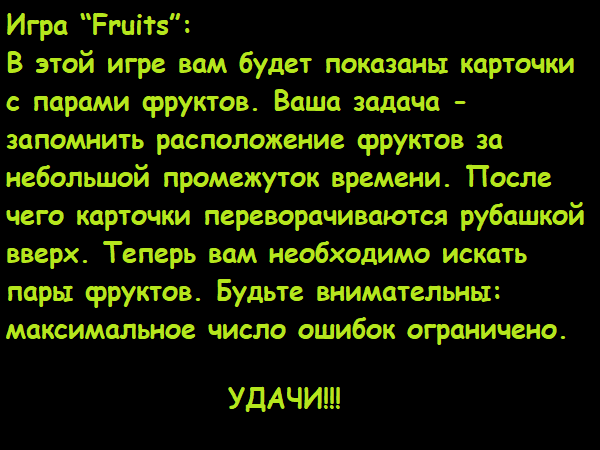 Игра “Fruits”:
В этой игре вам будет показаны карточки
с парами фруктов. Ваша задача -
запомнить расположение фруктов за
небольшой промежуток времени. После
чего карточки переворачиваются рубашкой
вверх. Теперь вам необходимо искать
пары фруктов. Будьте внимательны:
максимальное число ошибок ограничено.
УДАЧИ!!!